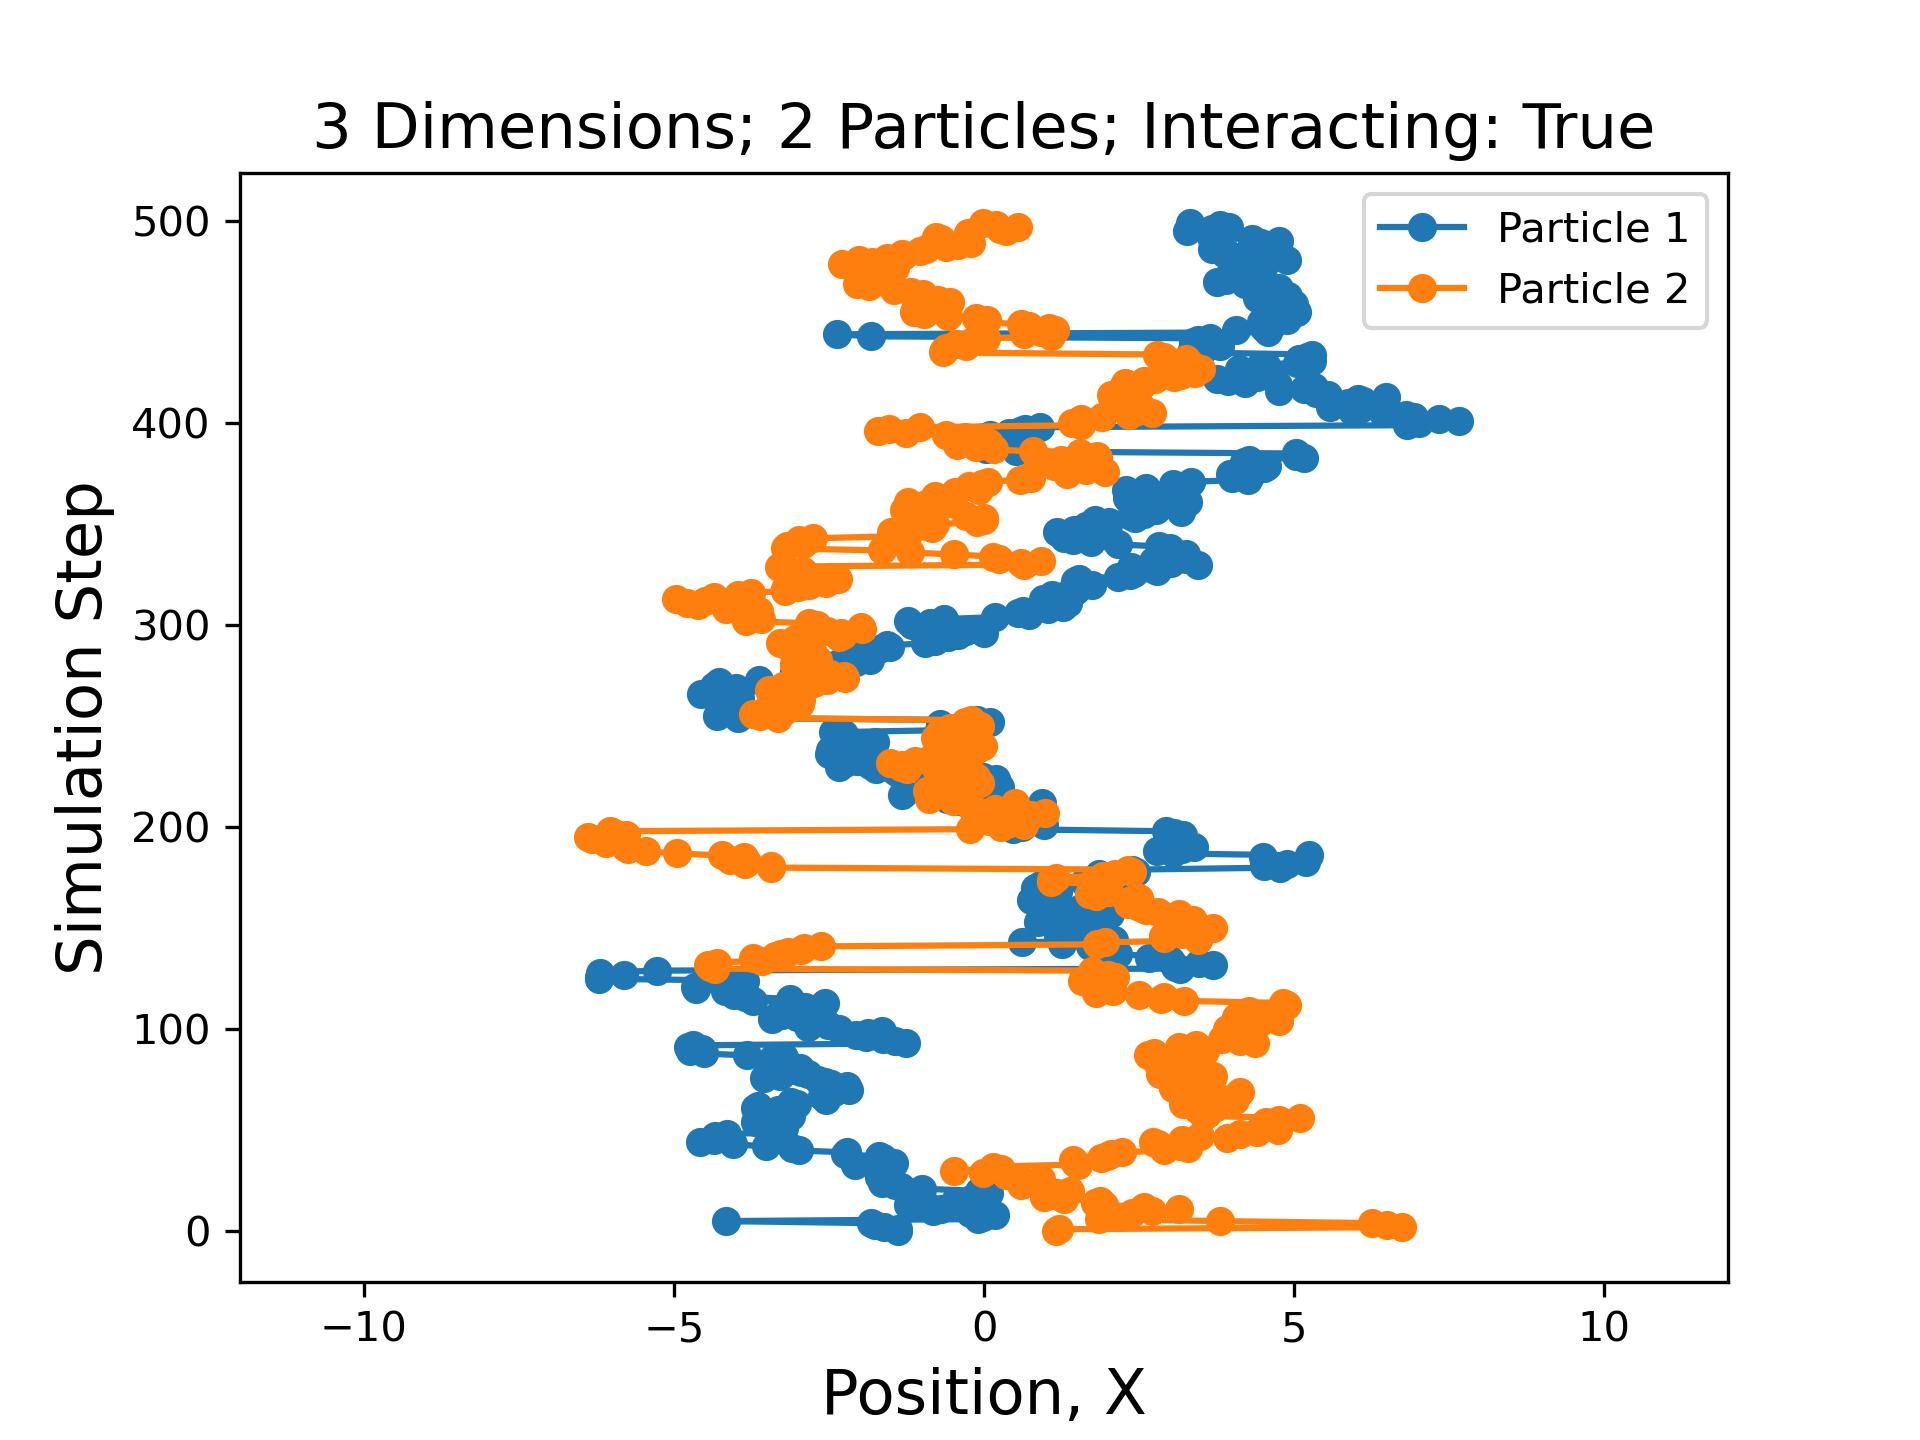 3 Dimensions; 2 Particles; Interacting: True
Particle 1
Particle 2
Simulation Step
500
400
300
200
100
0
−10
−5
0
5
10
Position, X